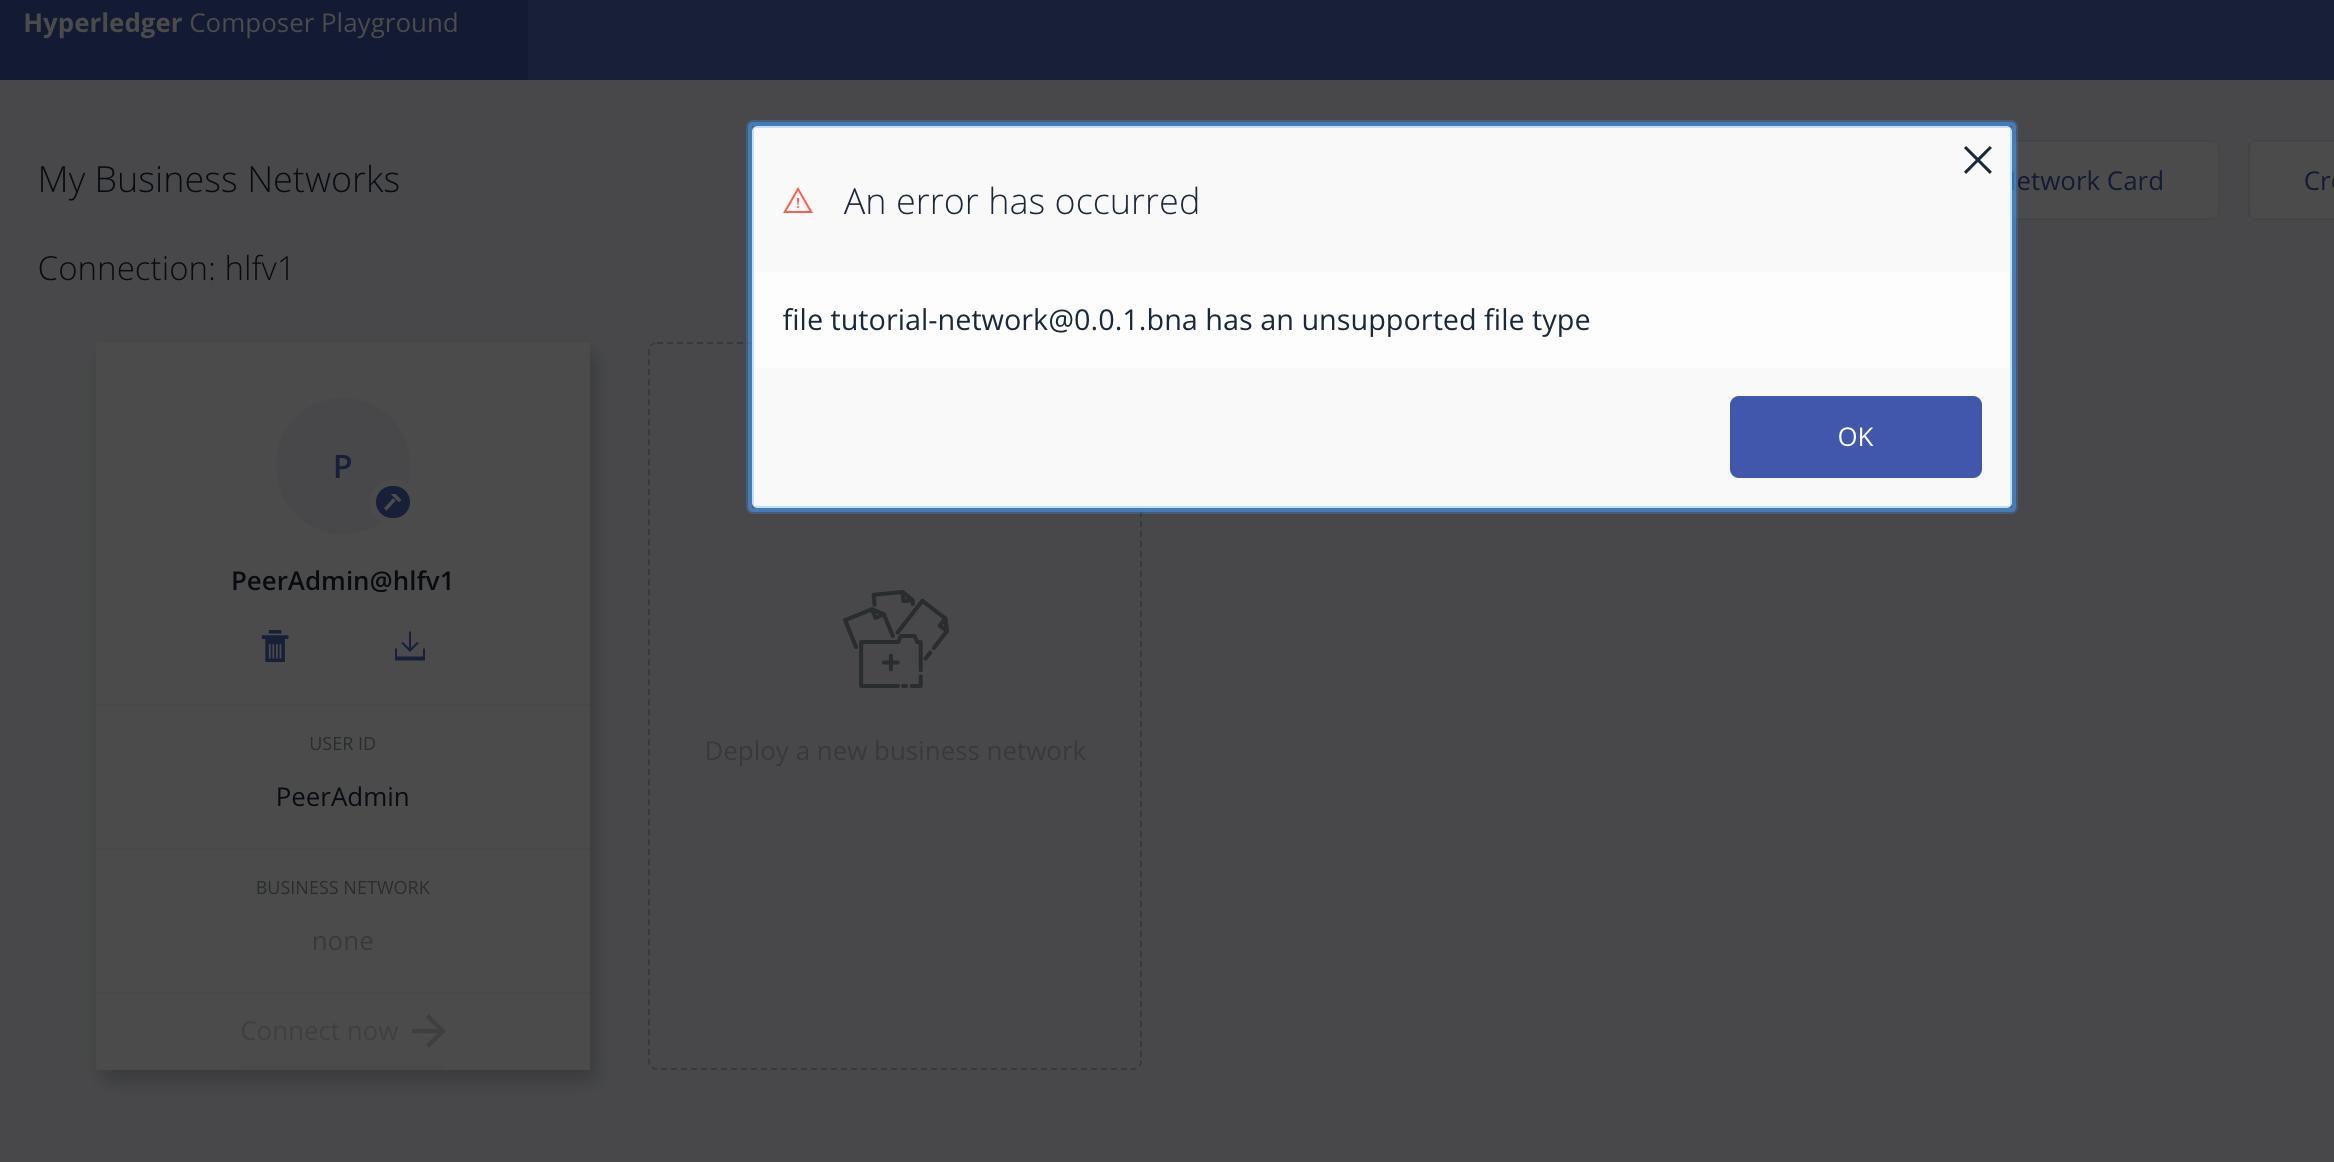 Hyperledger Composer Playground
My Business Networks
etwork Card
Cr
Connection: hlfv1
An error has occurred
file tutorial-network@0.0.1.bna has an unsupported file type
OK
P
PeerAdmin@hlfv1
USER ID
PeerAdmin
BUSINESS NETWORK
none
Connect now
Deploy a new business network